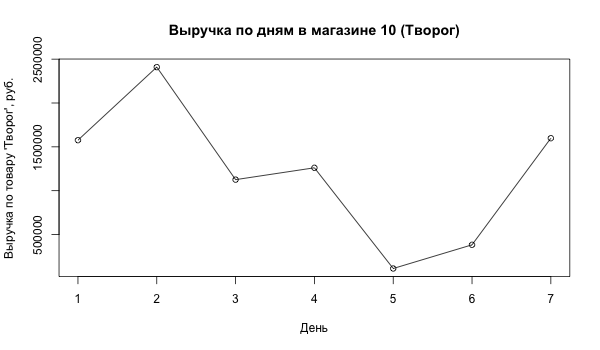 Выручка по дням в магазине 10 (Творог)
Выручка по товару 'Творог', руб.
2500000
1500000
500000
1 2 3 4 5 6 7
День